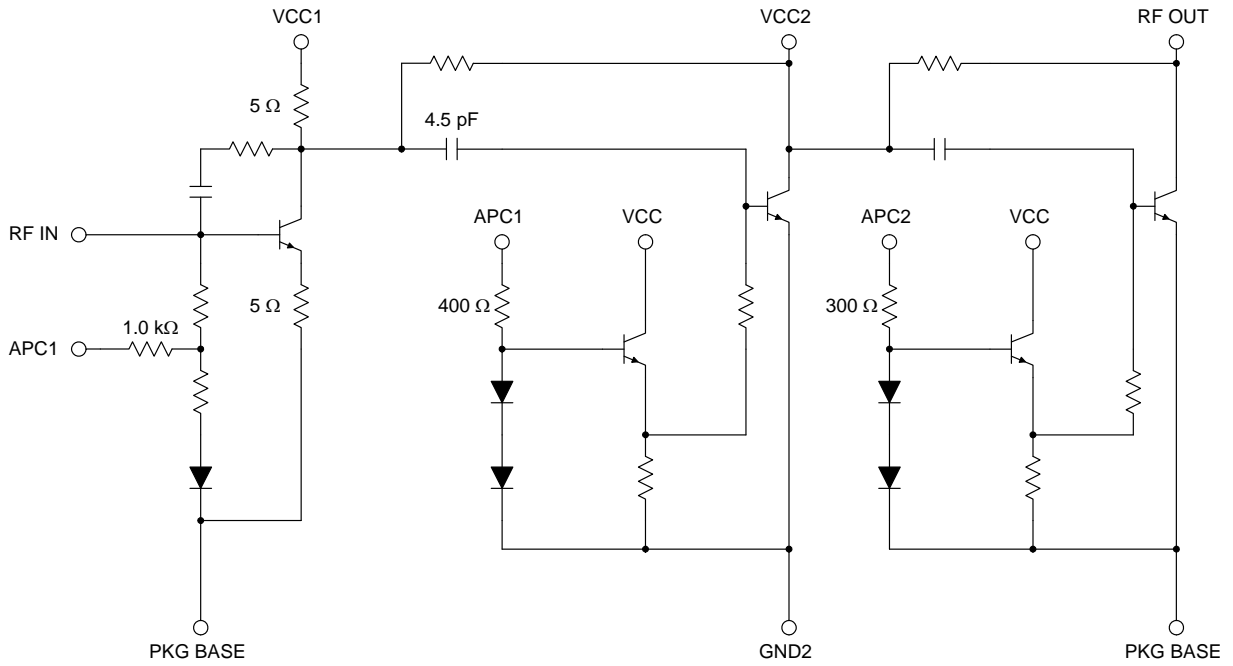 VCC1
VCC2
RF OUT
5 Ω
4.5 pF
RF IN
APC1
VCC
APC2
VCC
5 Ω
400 Ω
300 Ω
1.0 kΩ
APC1
PKG BASE
GND2
PKG BASE